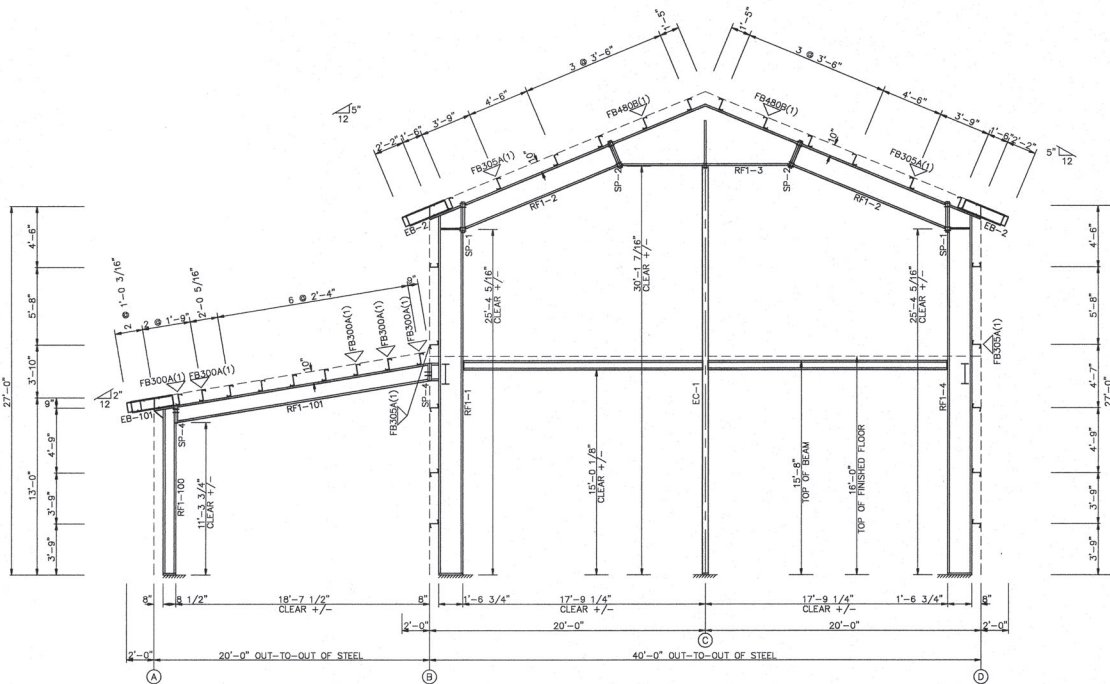 1'-5"
1'-5"
3 @ 3'-6"
3 @ 3'-6"
4'-6"
4'-6"
3'-9"
3'-9"
1'-6"
1'-6"
2'-2"
2'-2"
5"
12
5"
12
FB480B(1)
FB480B(1)
FB305A(1)
FB305A(1)
10"
10"
SP-2
SP-2
RF1-3
RF1-2
RF1-2
EB-2
EB-2
SP-1
SP-1
27'-0"
4'-6"
5'-8"
3'-10"
9"
4'-9"
13'-0"
3'-9"
3'-9"
2 @ 1'-0 3/16"
2 @ 1'-9"
2'-0 5/16"
6 @ 2'-4"
8"
FB300A(1)
FB300A(1)
FB300A(1)
FB300A(1)
FB300A(1)
10"
2"
12
EB-101
RF1-101
SP-4
SP-4
FB305A(1)
RF1-100
11'-3 3/4"
CLEAR +/-
RF1-1
25'-4 5/16"
CLEAR +/-
15'-0 1/8"
CLEAR +/-
30'-1 7/16"
CLEAR +/-
EC-1
15'-8"
TOP OF BEAM
16'-0"
TOP OF FINISHED FLOOR
25'-4 5/16"
CLEAR +/-
RF1-4
FB305A(1)
4'-6"
5'-8"
4'-7"
4'-9"
3'-9"
3'-9"
27'-0"
8"
8 1/2"
18'-7 1/2"
CLEAR +/-
8"
1'-6 3/4"
17'-9 1/4"
CLEAR +/-
17'-9 1/4"
CLEAR +/-
1'-6 3/4"
8"
2'-0"
20'-0"
20'-0"
2'-0"
C
2'-0"
20'-0" OUT-TO-OUT OF STEEL
40'-0" OUT-TO-OUT OF STEEL
A
B
D